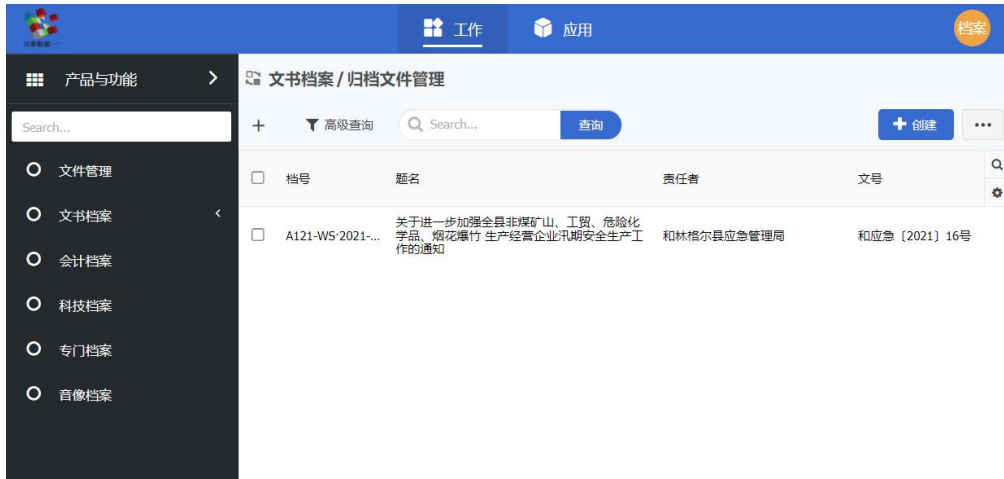 工作
应用
档案
产品与功能
文书档案 / 归档文件管理
Search...
高级查询
Search...
查询
创建
文件管理
文书档案
会计档案
科技档案
专门档案
音像档案
档号
题名
责任者
文号
A121-WS·2021-...
关于进一步加强全县非煤矿山、工贸、危险化
学品、烟花爆竹 生产经营企业汛期安全生产工
作的通知
和林格尔县应急管理局
和应急〔2021〕16号